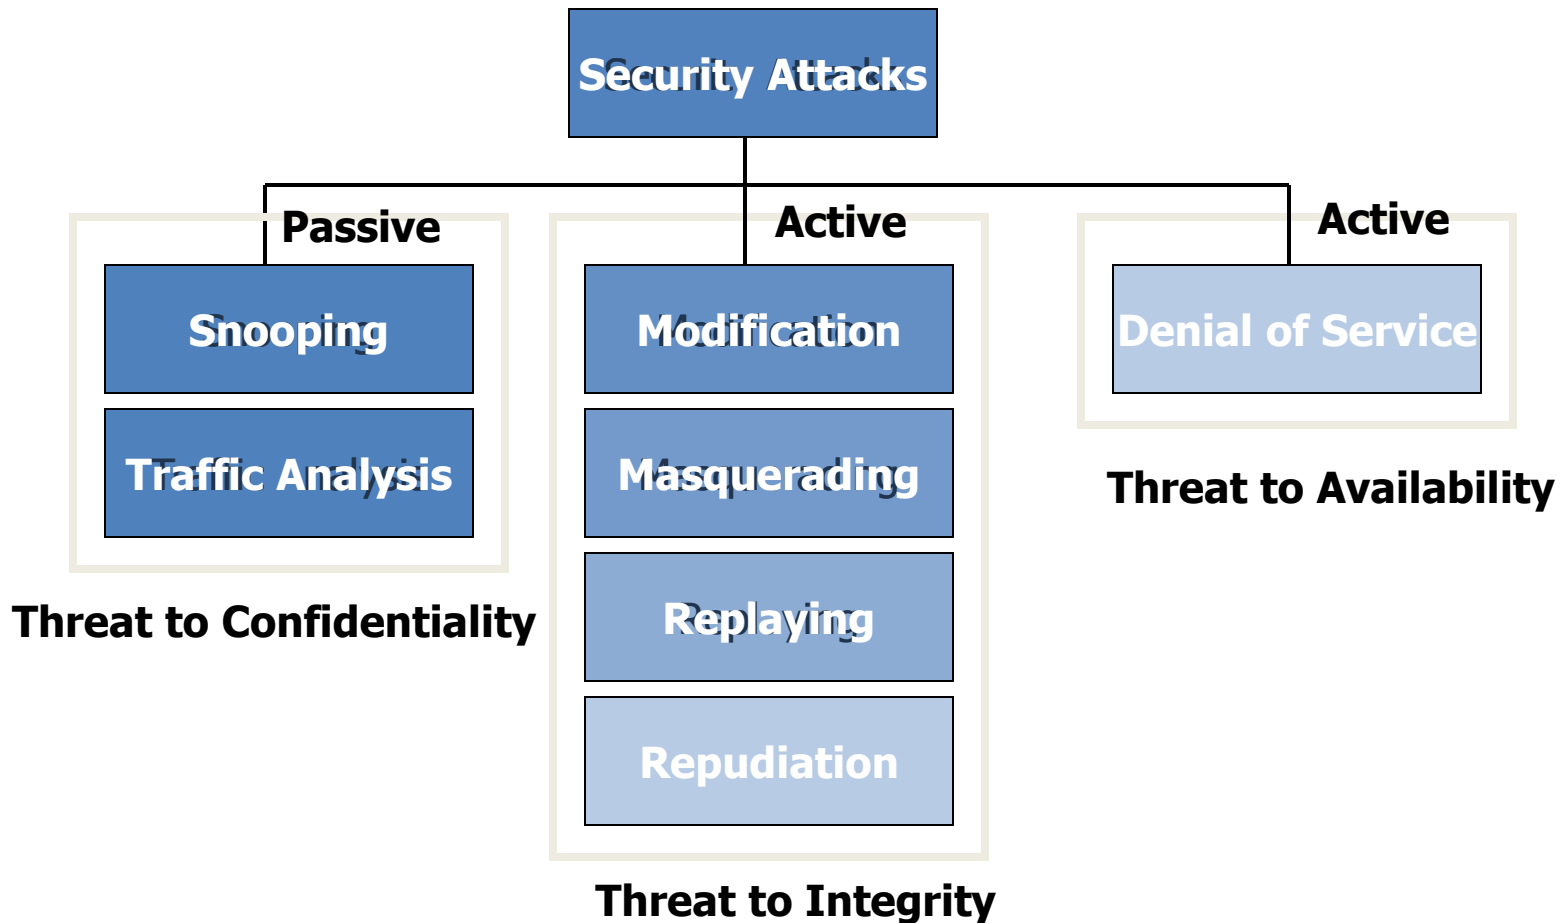 Security Attacks
Passive
Snooping
Traffic Analysis
Threat to Confidentiality
Active
Modification
Masquerading
Replaying
Repudiation
Threat to Integrity
Active
Denial of Service
Threat to Availability